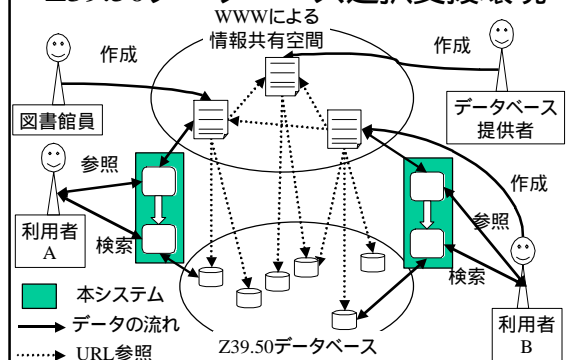 WWWによる
情報共有空間
作成
作成
図書館員
データベース
提供者
参照
作成
利用者
A
検索
参照
検索
本システム
データの流れ
URL参照
Z39.50データベース
利用者
B